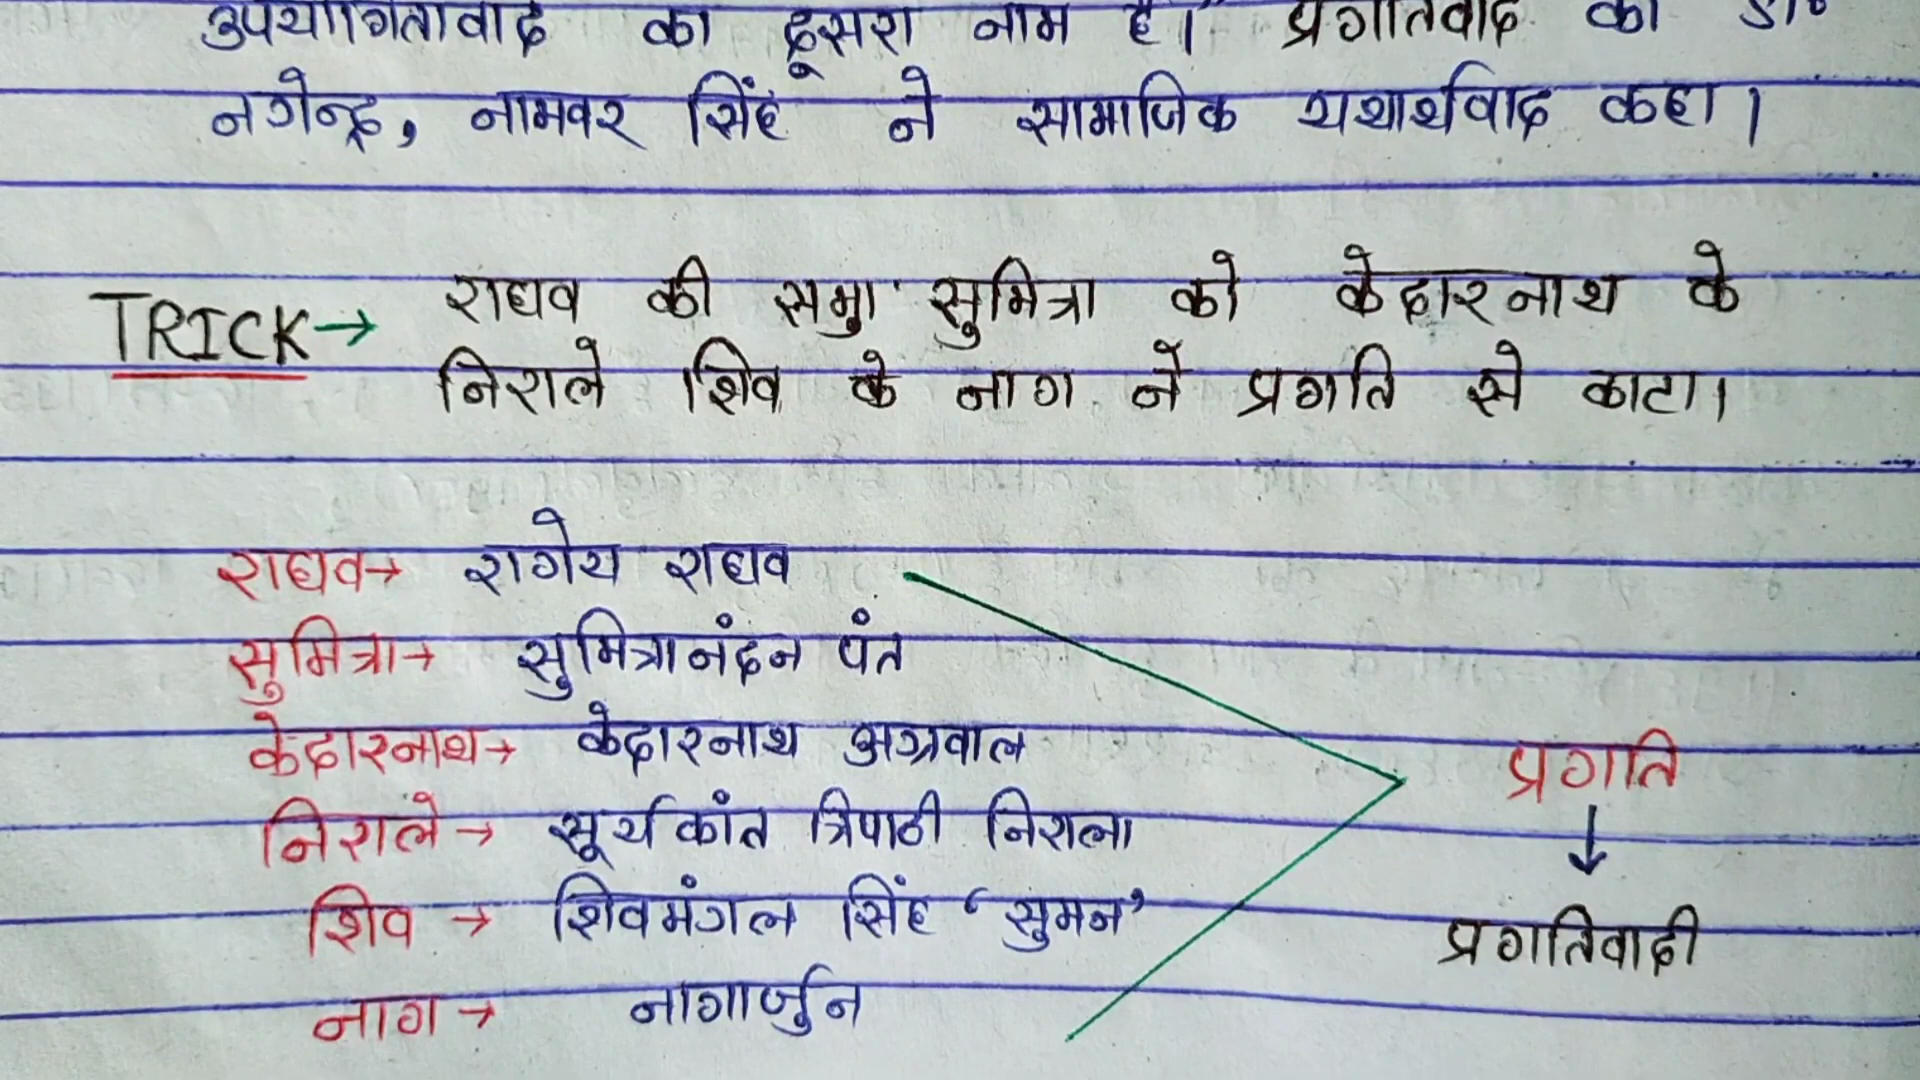 उपयोगितावाद का दूसरा नाम है।" प्रगतिवाद को डा०
नगेन्द्र, नामवर सिंह ने सामाजिक यथार्थवाद कहा।
TRICK→ राघव की सुमित्रा को केदारनाथ के
निराले शिव के नाग ने प्रगति से काटा।
राघव→ रागेय राघव
सुमित्रा→ सुमित्रानंदन पंत
केदारनाथ→ केदारनाथ अग्रवाल
प्रगति
निराले→ सूर्यकांत त्रिपाठी निराला
↓
शिव → शिवमंगल सिंह ‘सुमन’
प्रगतिवादी
नाग→ नागार्जुन